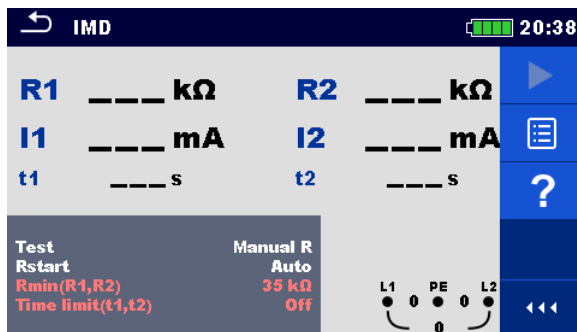 IMD 20:38
R1 ___ kΩ R2 ___ kΩ
I1 ___ mA I2 ___ mA
t1 ___ s t2 ___ s
?
Test Manual R
Rstart Auto
Rmin(R1,R2) 35 kΩ
Time limit(t1,t2) Off
L1 PE L2
0 0
0